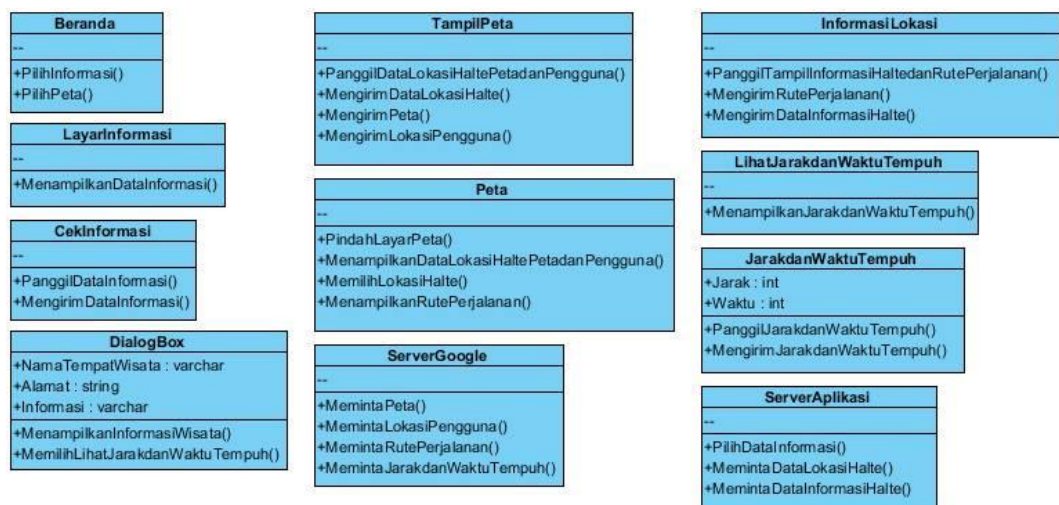 Beranda
--
+PilihInformasi()
+PilihPeta()
LayarInformasi
--
+MenampilkanDataInformasi()
CekInformasi
--
+PanggilDataInformasi()
+MengirimDataInformasi()
DialogBox
+NamaTempatWisata : varchar
+Alamat : string
+Informasi : varchar
+MenampilkanInformasiWisata()
+MemilihLihatJarakdanWaktuTempuh()
TampilPeta
--
+PanggilDataLokasiHaltePetadanPengguna()
+MengirimDataLokasiHalte()
+MengirimPeta()
+MengirimLokasiPengguna()
Peta
--
+PindahLayarPeta()
+MenampilkanDataLokasiHaltePetadanPengguna()
+MemilihLokasiHalte()
+MenampilkanRutePerjalanan()
ServerGoogle
--
+MemintaPeta()
+MemintaLokasiPengguna()
+MemintaRutePerjalanan()
+MemintaJarakdanWaktuTempuh()
InformasiLokasi
--
+PanggilTampilInformasiHaltedanRutePerjalanan()
+MengirimRutePerjalanan()
+MengirimDataInformasiHalte()
LihatJarakdanWaktuTempuh
--
+MenampilkanJarakdanWaktuTempuh()
JarakdanWaktuTempuh
+Jarak : int
+Waktu : int
+PanggilJarakdanWaktuTempuh()
+MengirimJarakdanWaktuTempuh()
ServerAplikasi
--
+PilihDataInformasi()
+MemintaDataLokasiHalte()
+MemintaDataInformasiHalte()